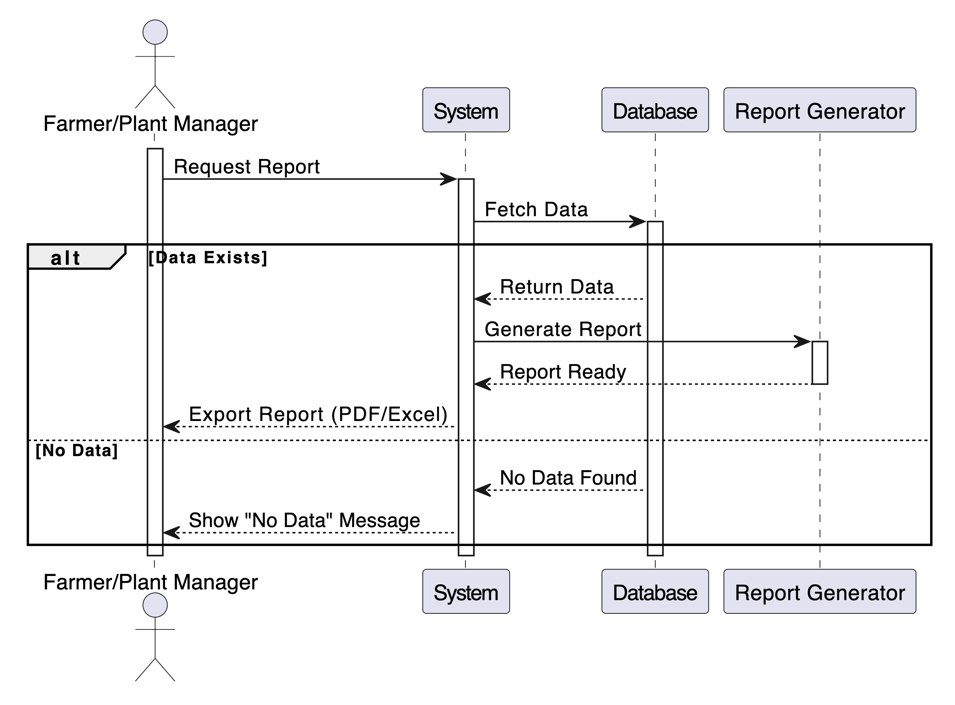 Farmer/Plant Manager
System
Database
Report Generator
Request Report
Fetch Data
alt
[Data Exists]
Return Data
Generate Report
Report Ready
Export Report (PDF/Excel)
[No Data]
No Data Found
Show "No Data" Message
Farmer/Plant Manager
System
Database
Report Generator